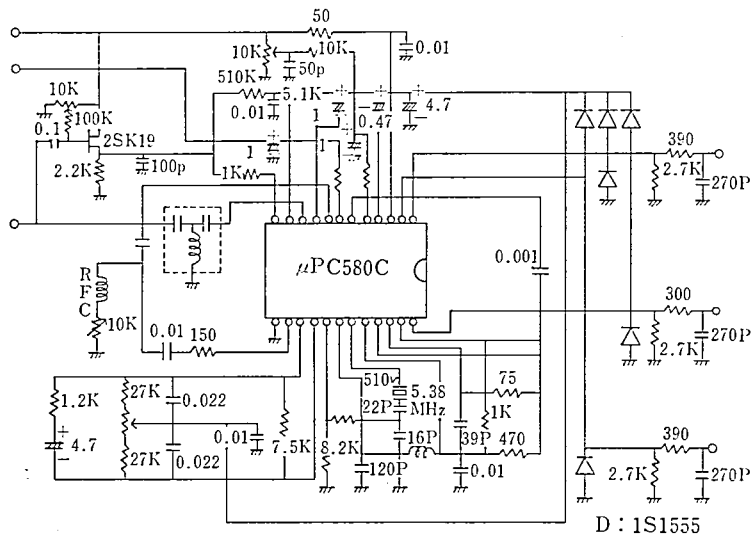 50
10K
10K
0.01
50p
510K
5.1K
0.01
1
0.47
4.7
10K
100K
0.1
2SK19
2.2K
100p
1
1
1K
390
2.7K
270P
μPC580C
0.001
RFC
10K
0.01
150
300
2.7K
270P
1.2K
4.7
27K
27K
0.022
0.022
0.01
7.5K
8.2K
510
5.38
MHz
22P
16P
120P
39P
0.01
75
1K
470
390
2.7K
270P
D：1S1555